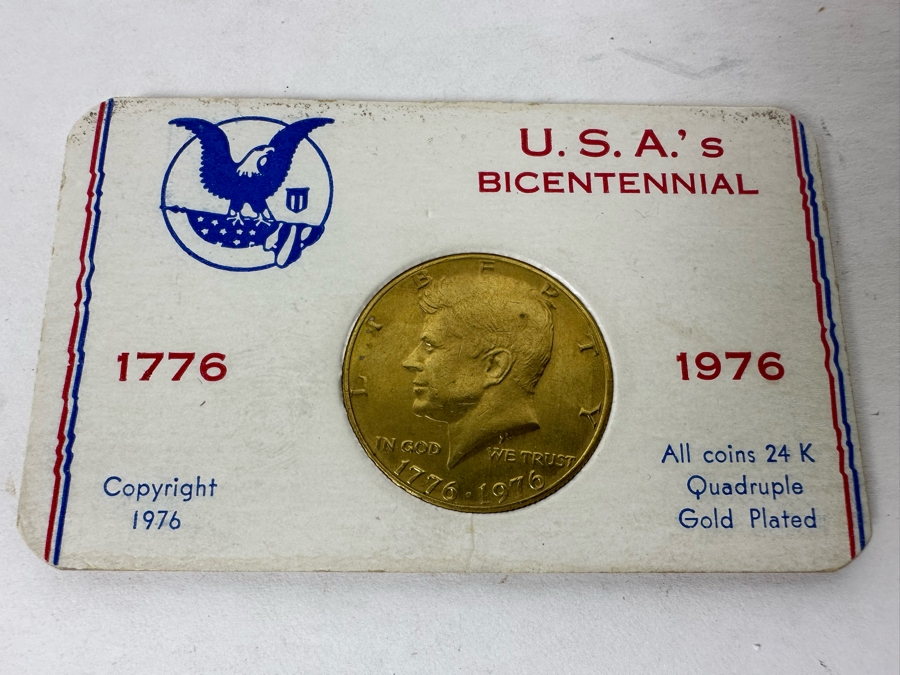 U. S. A.' s
BICENTENNIAL
LIBERTY
1776
1976
IN GOD WE TRUST
1776 · 1976
Copyright
1976
All coins 24 K
Quadruple
Gold Plated